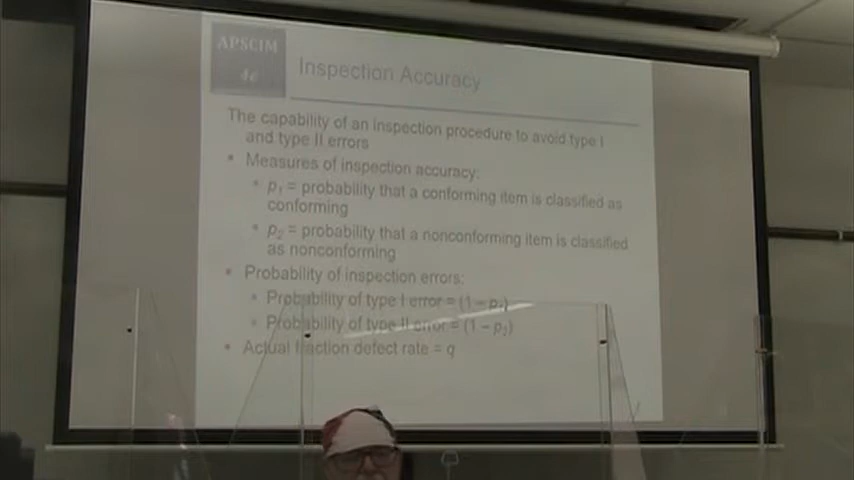 APSCIM
4e
Inspection Accuracy
The capability of an inspection procedure to avoid type I
and type II errors
• Measures of inspection accuracy:
• p1 = probability that a conforming item is classified as
conforming
• p2 = probability that a nonconforming item is classified
as nonconforming
• Probability of inspection errors:
• Probability of type I error = (1 – p1)
• Probability of type II error = (1 – p2)
• Actual fraction defect rate = q